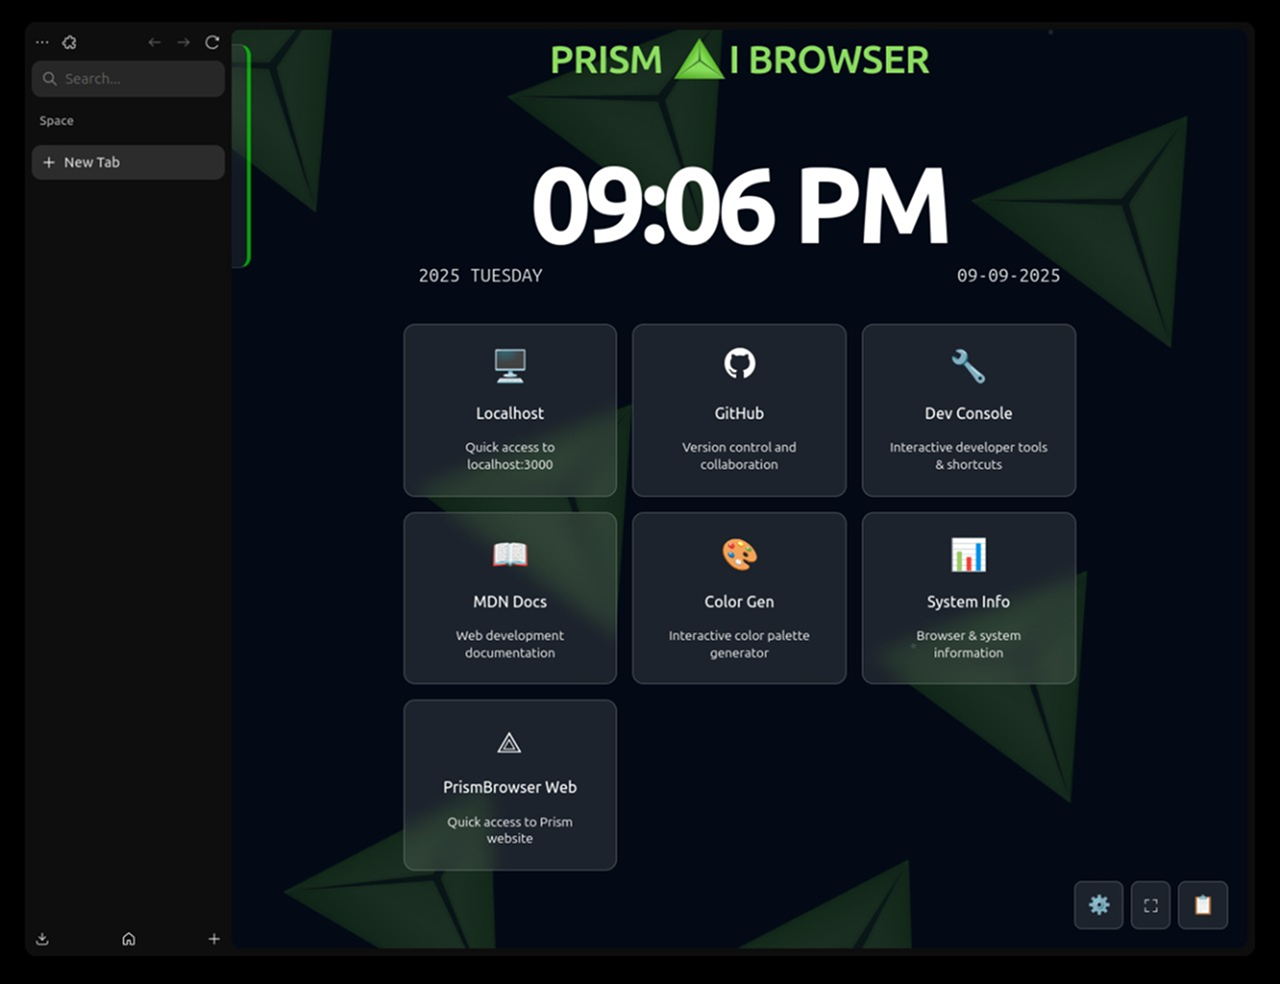 Search...
Space
New Tab
PRISM I BROWSER
09:06 PM
2025 TUESDAY
09-09-2025
Localhost
Quick access to
localhost:3000
GitHub
Version control and
collaboration
Dev Console
Interactive developer tools
& shortcuts
MDN Docs
Web development
documentation
Color Gen
Interactive color palette
generator
System Info
Browser & system
information
PrismBrowser Web
Quick access to Prism
website